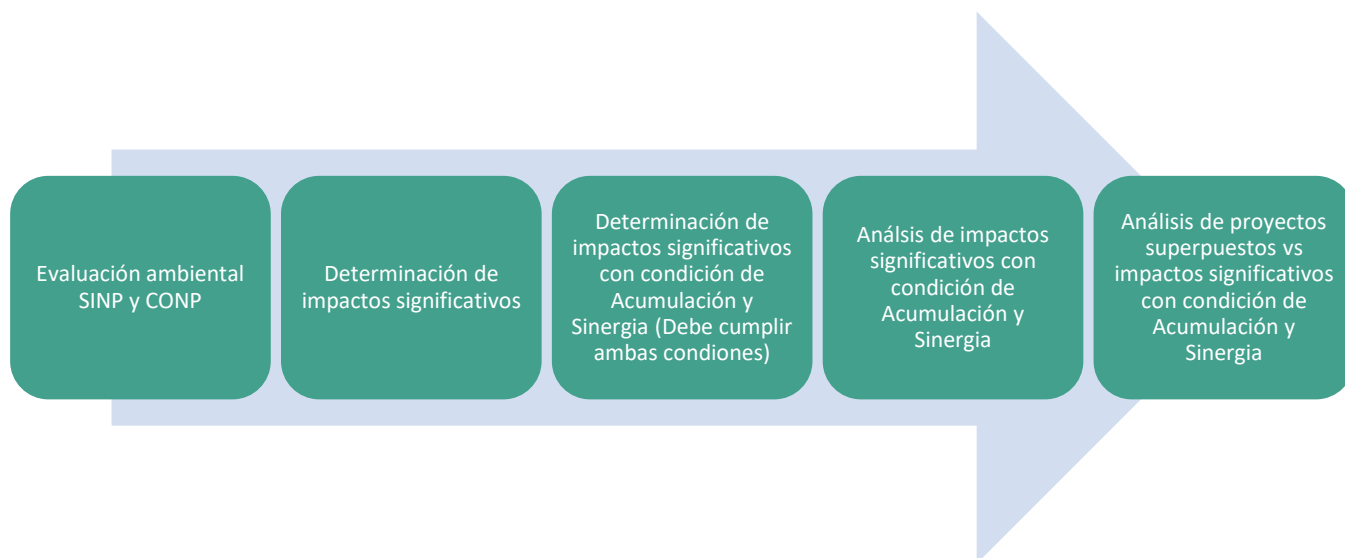 Evaluación ambiental
SINP y CONP
Determinación de
impactos significativos
Determinación de
impactos significativos
con condición de
Acumulación y
Sinergia (Debe cumplir
ambas condiones)
Análsis de impactos
significativos con
condición de
Acumulación y
Sinergia
Análisis de proyectos
superpuestos vs
impactos significativos
con condición de
Acumulación y
Sinergia